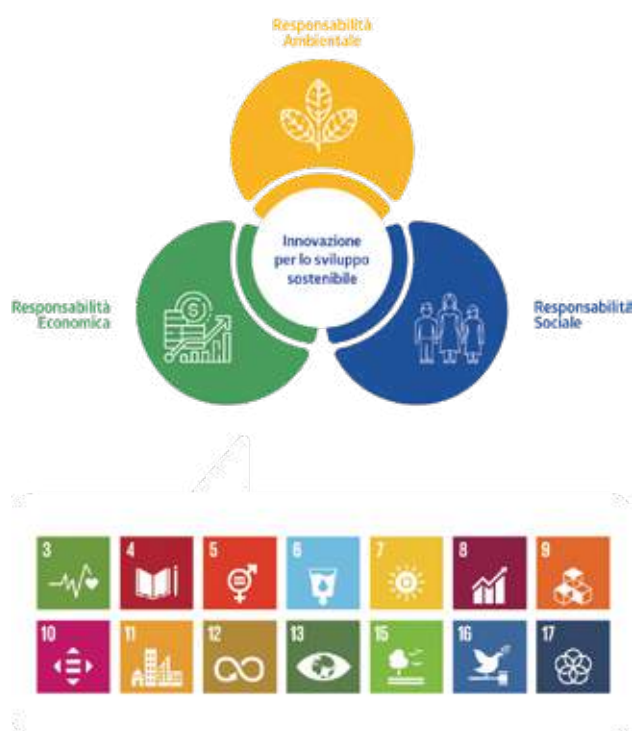 Responsabilità
Ambientale
Innovazione
per lo sviluppo
sostenibile
Responsabilità
Economica
Responsabilità
Sociale
3 4 5 6 7 8 9
10 11 12 13 15 16 17